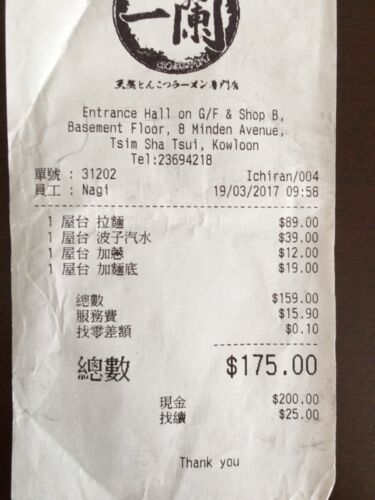 一蘭
天然とんこつラーメン専門店
Entrance Hall on G/F & Shop B,
Basement Floor, 8 Minden Avenue,
Tsim Sha Tsui, Kowloon
Tel:23694218
單號 : 31202 Ichiran/004
員工 : Nagi 19/03/2017 09:58
1 屋台 拉麵 $89.00
1 屋台 波子汽水 $39.00
1 屋台 加蔥 $12.00
1 屋台 加麵底 $19.00
總數 $159.00
服務費 $15.90
找零差額 $0.10
總數 $175.00
現金 $200.00
找續 $25.00
Thank you